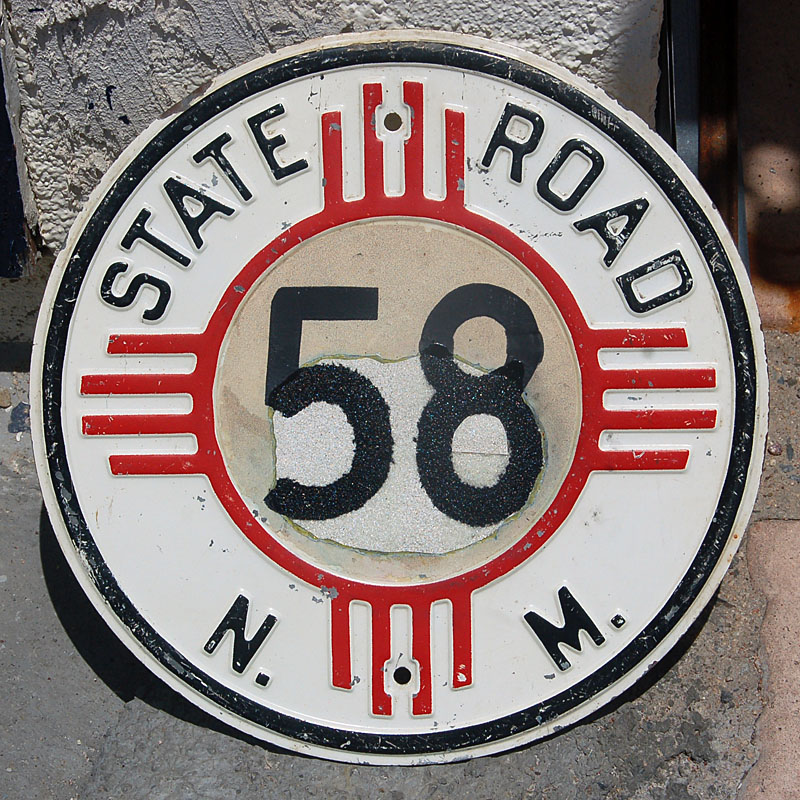 STATE ROAD
58
N. M.